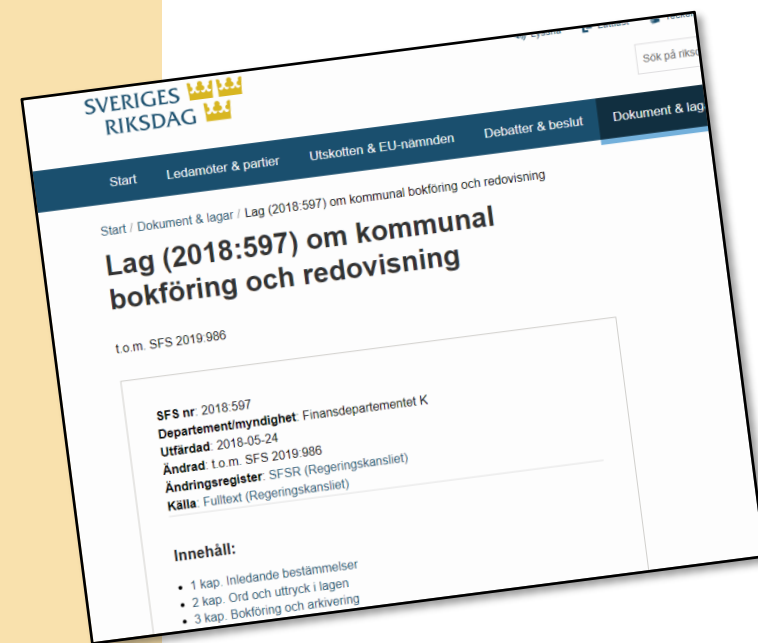 SVERIGES
RIKSDAG
Sök på
Start Ledamöter & partier Utskotten & EU-nämnden Debatter & beslut Dokument &
Start / Dokument & lagar / Lag (2018:597) om kommunal bokföring och redovisning
Lag (2018:597) om kommunal
bokföring och redovisning
t.o.m. SFS 2019:986
SFS nr: 2018:597
Departement/myndighet: Finansdepartementet K
Utfärdad: 2018-05-24
Ändrad: t.o.m. SFS 2019:986
Ändringsregister: SFSR (Regeringskansliet)
Källa: Fulltext (Regeringskansliet)
Innehåll:
• 1 kap. Inledande bestämmelser
• 2 kap. Ord och uttryck i lagen
• 3 kap. Bokföring och arkivering